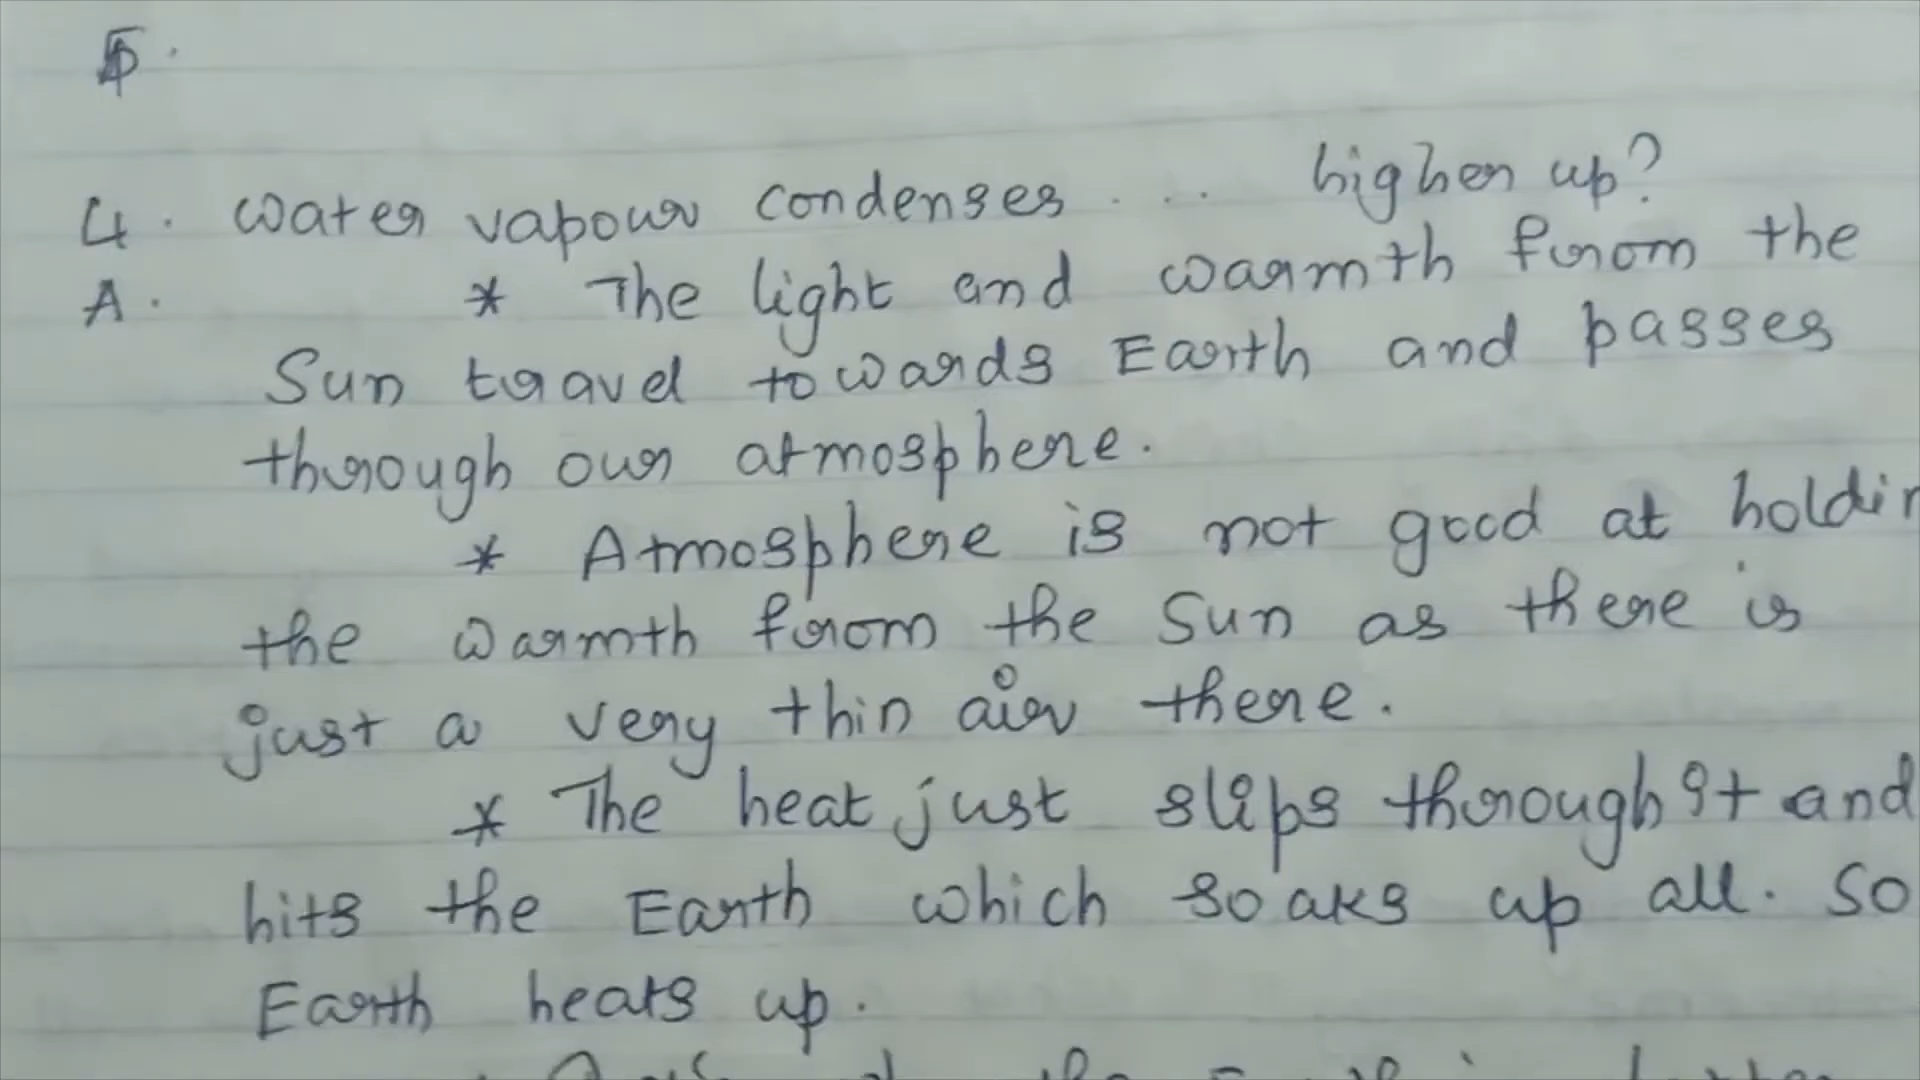 4. Water vapour condenses ... higher up?
A. * The light and warmth from the
Sun travel towards Earth and passes
through our atmosphere.
* Atmosphere is not good at holdin
the warmth from the Sun as there is
just a very thin air there.
* The heat just slips through it and
hits the Earth which soaks up all. So
Earth heats up.